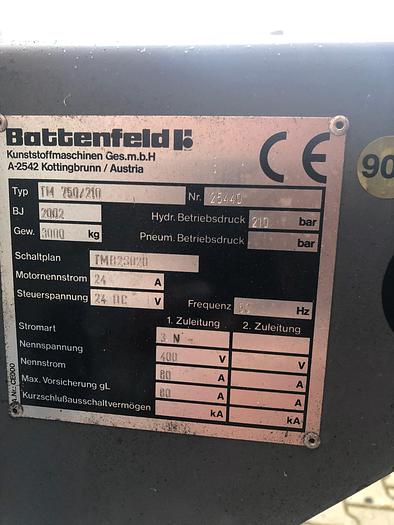 Battenfeld
Kunststoffmaschinen Ges.m.b.H
A-2542 Kottingbrunn / Austria
CE
90
Typ TM 750/210 Nr. 25440
BJ 2002 Hydr. Betriebsdruck 210 bar
Gew. 3000 kg Pneum. Betriebsdruck bar
Schaltplan TM82S020
Motornennstrom 24 A
Steuerspannung 24 DC V Frequenz Hz
1. Zuleitung 2. Zuleitung
Stromart 3 N
Nennspannung 400 V V
Nennstrom 80 A A
Max. Vorsicherung gL 80 A A
Kurzschlußausschaltvermögen kA kA